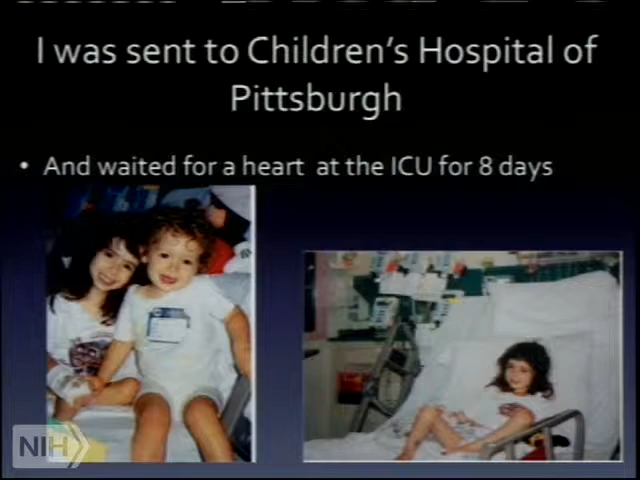 I was sent to Children's Hospital of
Pittsburgh
• And waited for a heart at the ICU for 8 days
NIH